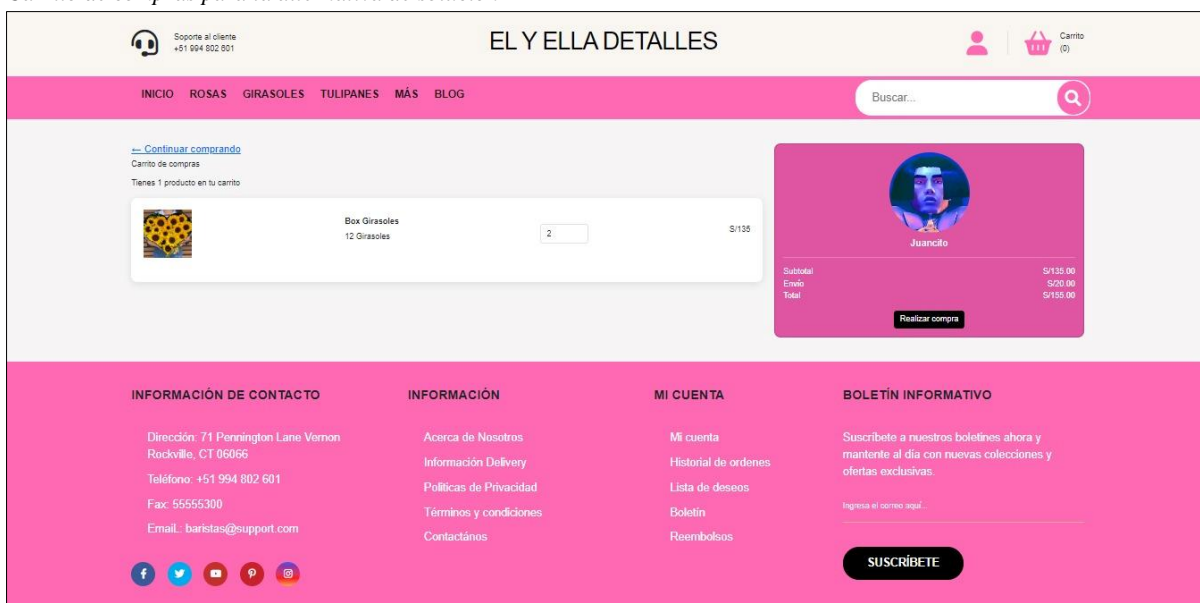 Soporte al cliente
+51 994 802 601
EL Y ELLA DETALLES
Carrito
(0)
INICIO ROSAS GIRASOLES TULIPANES MÁS BLOG
Buscar...
← Continuar comprando
Carrito de compras
Tienes 1 producto en tu carrito
Box Girasoles
12 Girasoles
2
S/135
Juancito
Subtotal S/135.00
Envío S/20.00
Total S/155.00
Realizar compra
INFORMACIÓN DE CONTACTO
Dirección: 71 Pennington Lane Vernon
Rockville, CT 06066
Teléfono: +51 994 802 601
Fax: 55555300
EmaiL: baristas@support.com
INFORMACIÓN
Acerca de Nosotros
Información Delivery
Politicas de Privacidad
Términos y condiciones
Contactános
MI CUENTA
Mi cuenta
Historial de ordenes
Lista de deseos
Boletín
Reembolsos
BOLETÍN INFORMATIVO
Suscríbete a nuestros boletines ahora y
mantente al día con nuevas colecciones y
ofertas exclusivas.
Ingresa el correo aquí...
SUSCRÍBETE